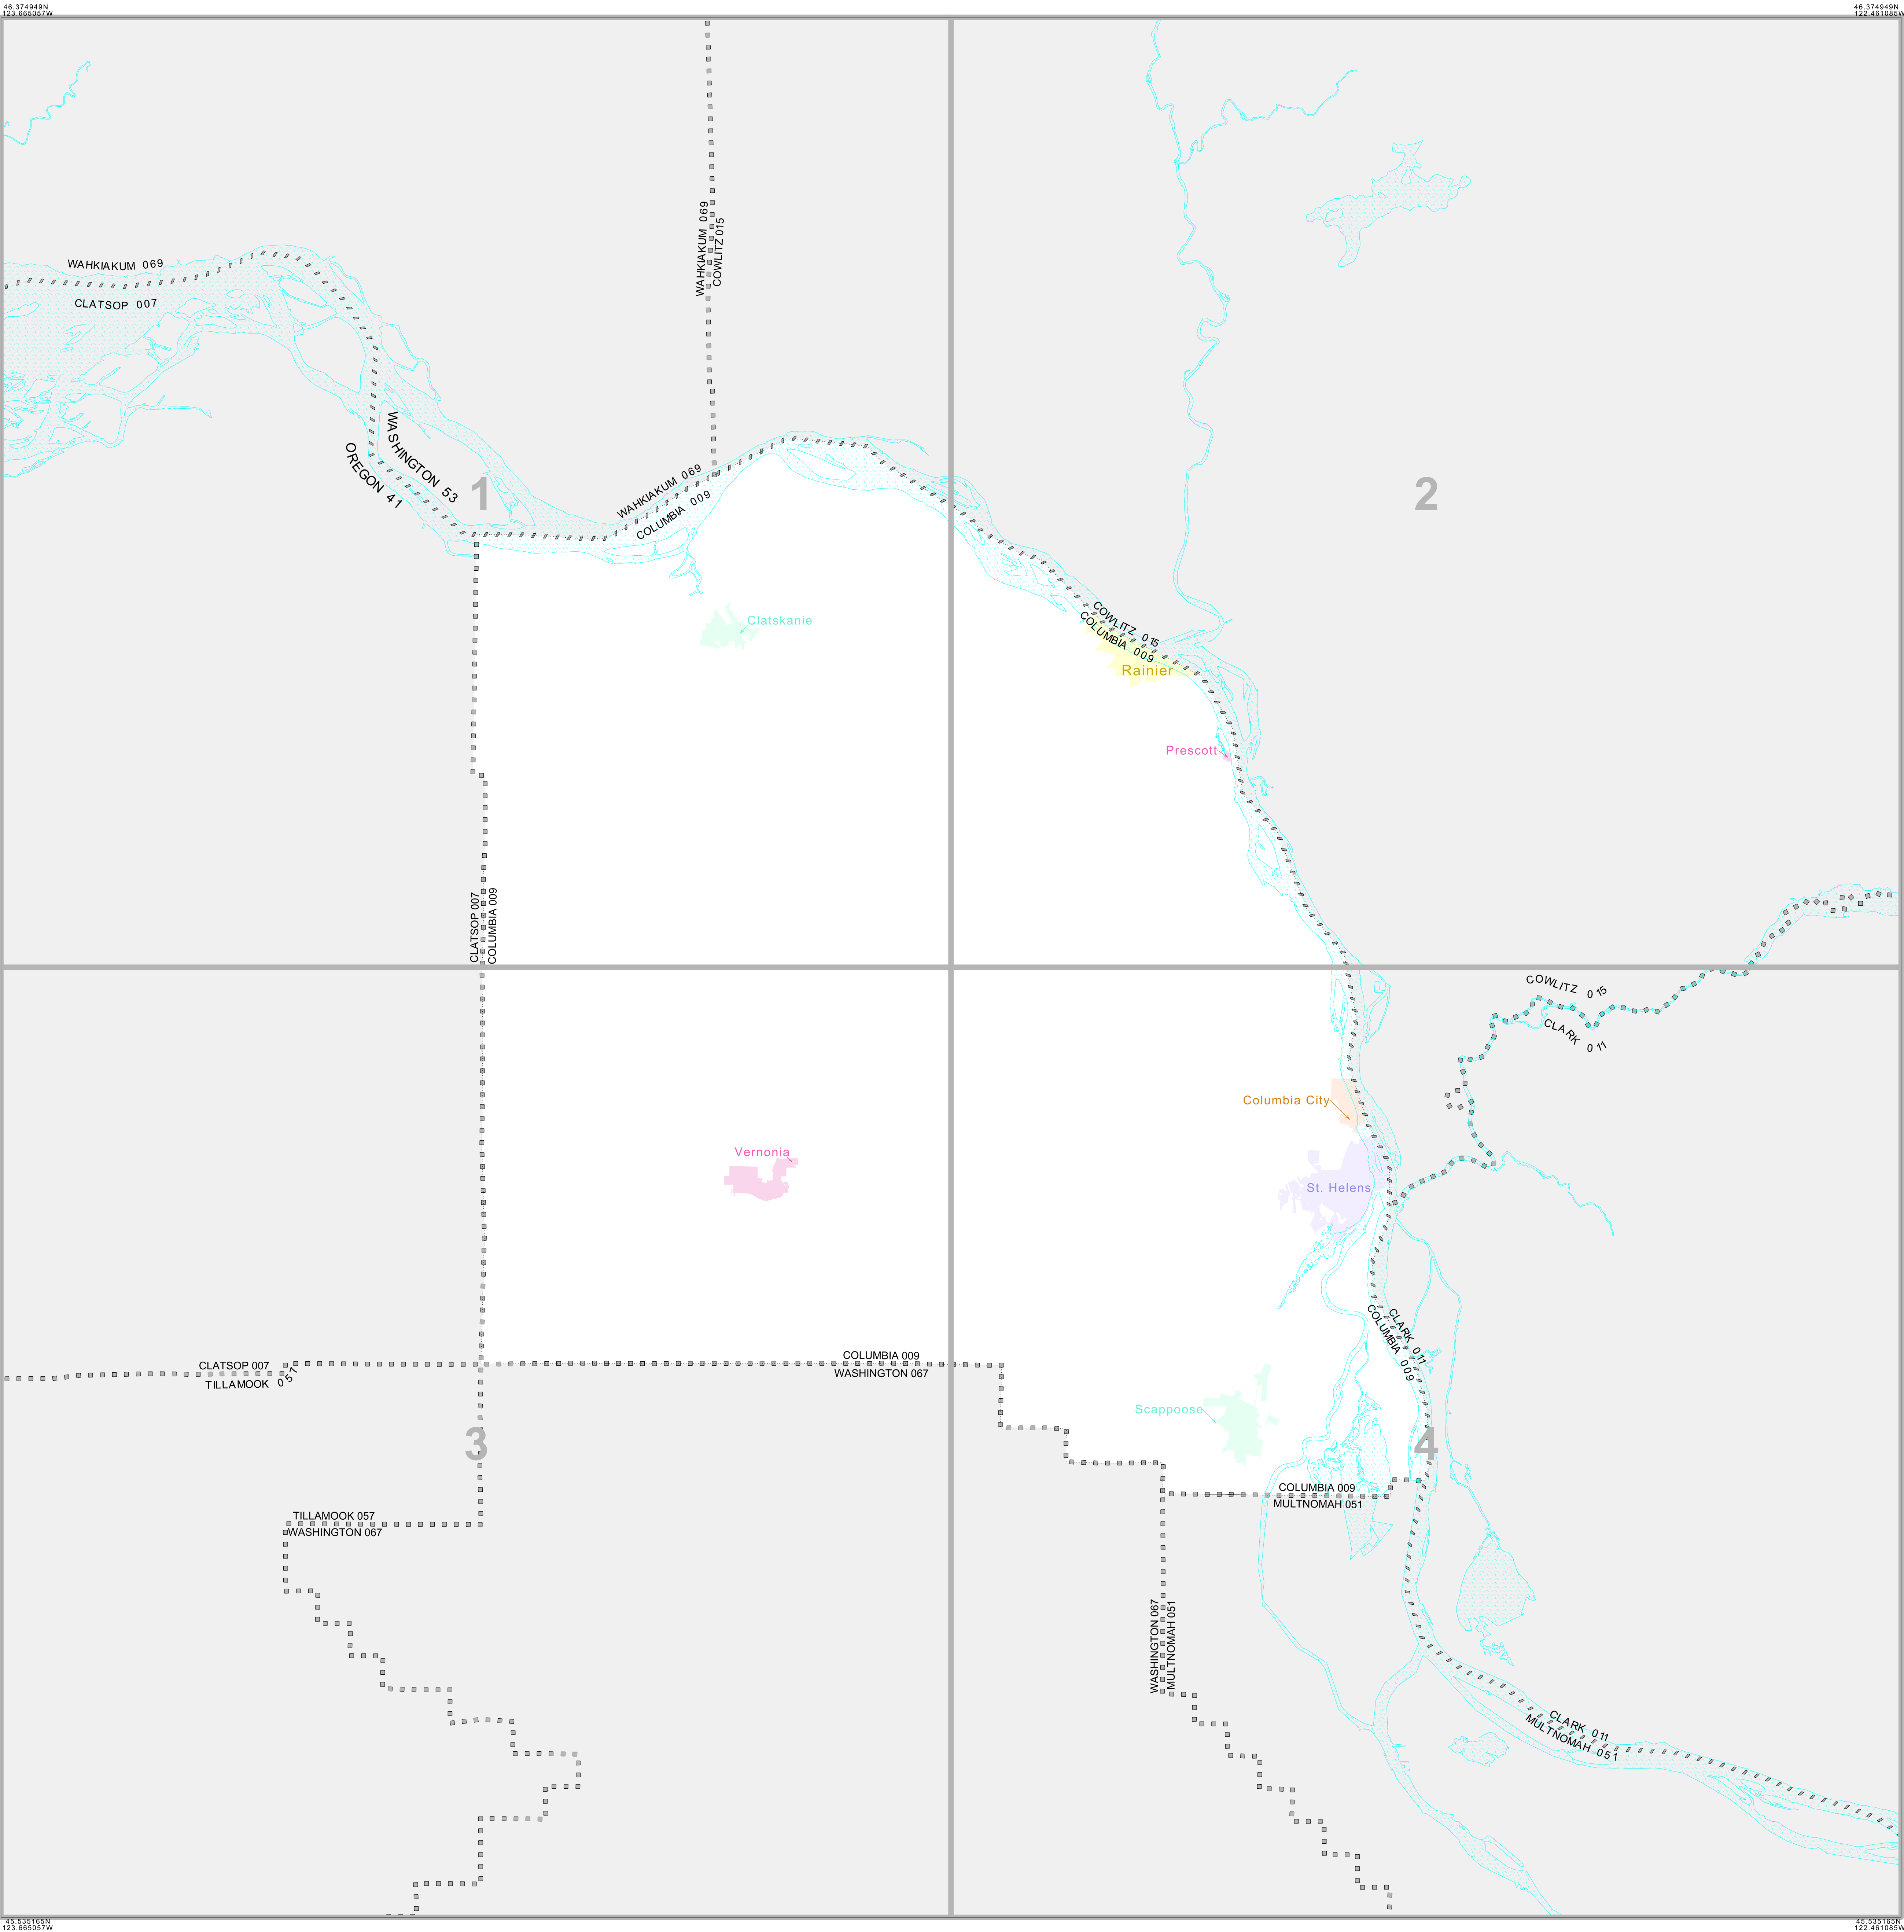 46.374949N
123.665057W
46.374949N
122.461085W
WAHKIAKUM 069
COWLITZ 015
WAHKIAKUM 069
CLATSOP 007
WASHINGTON 53
OREGON 41
1
2
WAHKIAKUM 069
COLUMBIA 009
Clatskanie
COWLITZ 015
COLUMBIA 009
Rainier
Prescott
CLATSOP 007
COLUMBIA 009
COWLITZ 015
CLARK 011
Columbia City
Vernonia
St. Helens
CLARK 011
COLUMBIA 009
COLUMBIA 009
WASHINGTON 067
CLATSOP 007
TILLAMOOK 057
Scappoose
3
4
COLUMBIA 009
MULTNOMAH 051
TILLAMOOK 057
WASHINGTON 067
WASHINGTON 067
MULTNOMAH 051
CLARK 011
MULTNOMAH 051
45.535165N
123.665057W
45.535165N
122.461085W